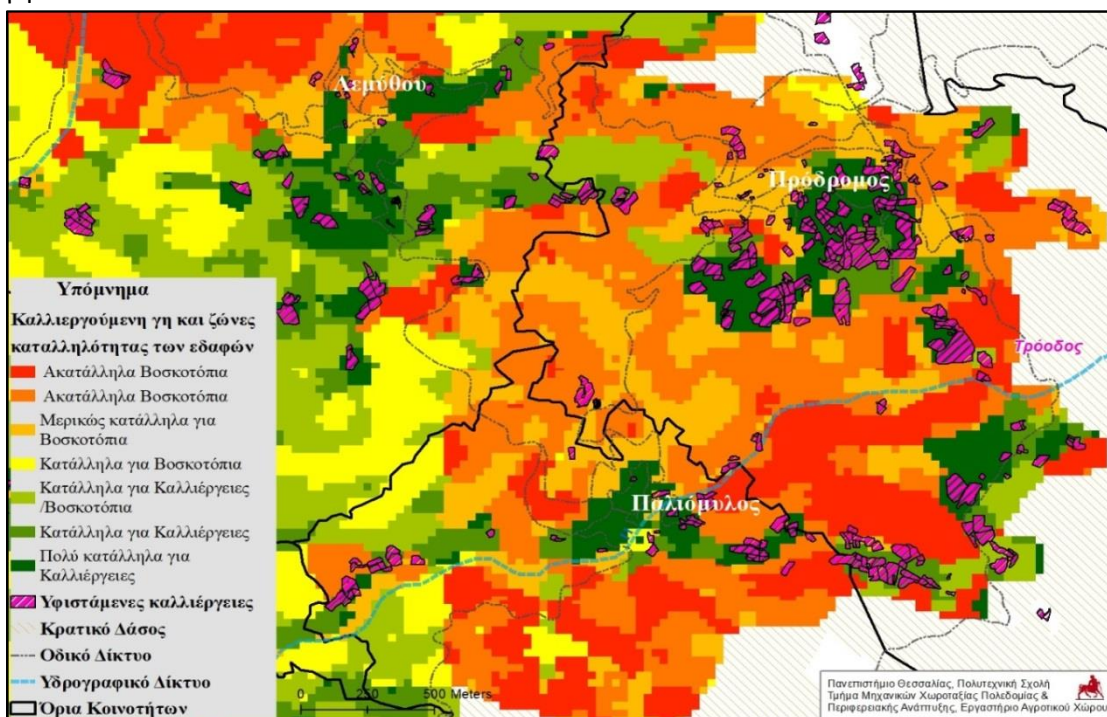 Λεμύθου
Πρόδρομος
Τρόοδος
Παλιόμυλος
Υπόμνημα
Καλλιεργούμενη γη και ζώνες
καταλληλότητας των εδαφών
Ακατάλληλα Βοσκοτόπια
Ακατάλληλα Βοσκοτόπια
Μερικώς κατάλληλα για
Βοσκοτόπια
Κατάλληλα για Βοσκοτόπια
Κατάλληλα για Καλλιέργειες
/Βοσκοτόπια
Κατάλληλα για Καλλιέργειες
Πολύ κατάλληλα για
Καλλιέργειες
Υφιστάμενες καλλιέργειες
Κρατικό Δάσος
Οδικό Δίκτυο
Υδρογραφικό Δίκτυο
Όρια Κοινοτήτων
0 250 500 Meters
Πανεπιστήμιο Θεσσαλίας, Πολυτεχνική Σχολή
Τμήμα Μηχανικών Χωροταξίας Πολεοδομίας &
Περιφερειακής Ανάπτυξης, Εργαστήριο Αγροτικού Χώρου